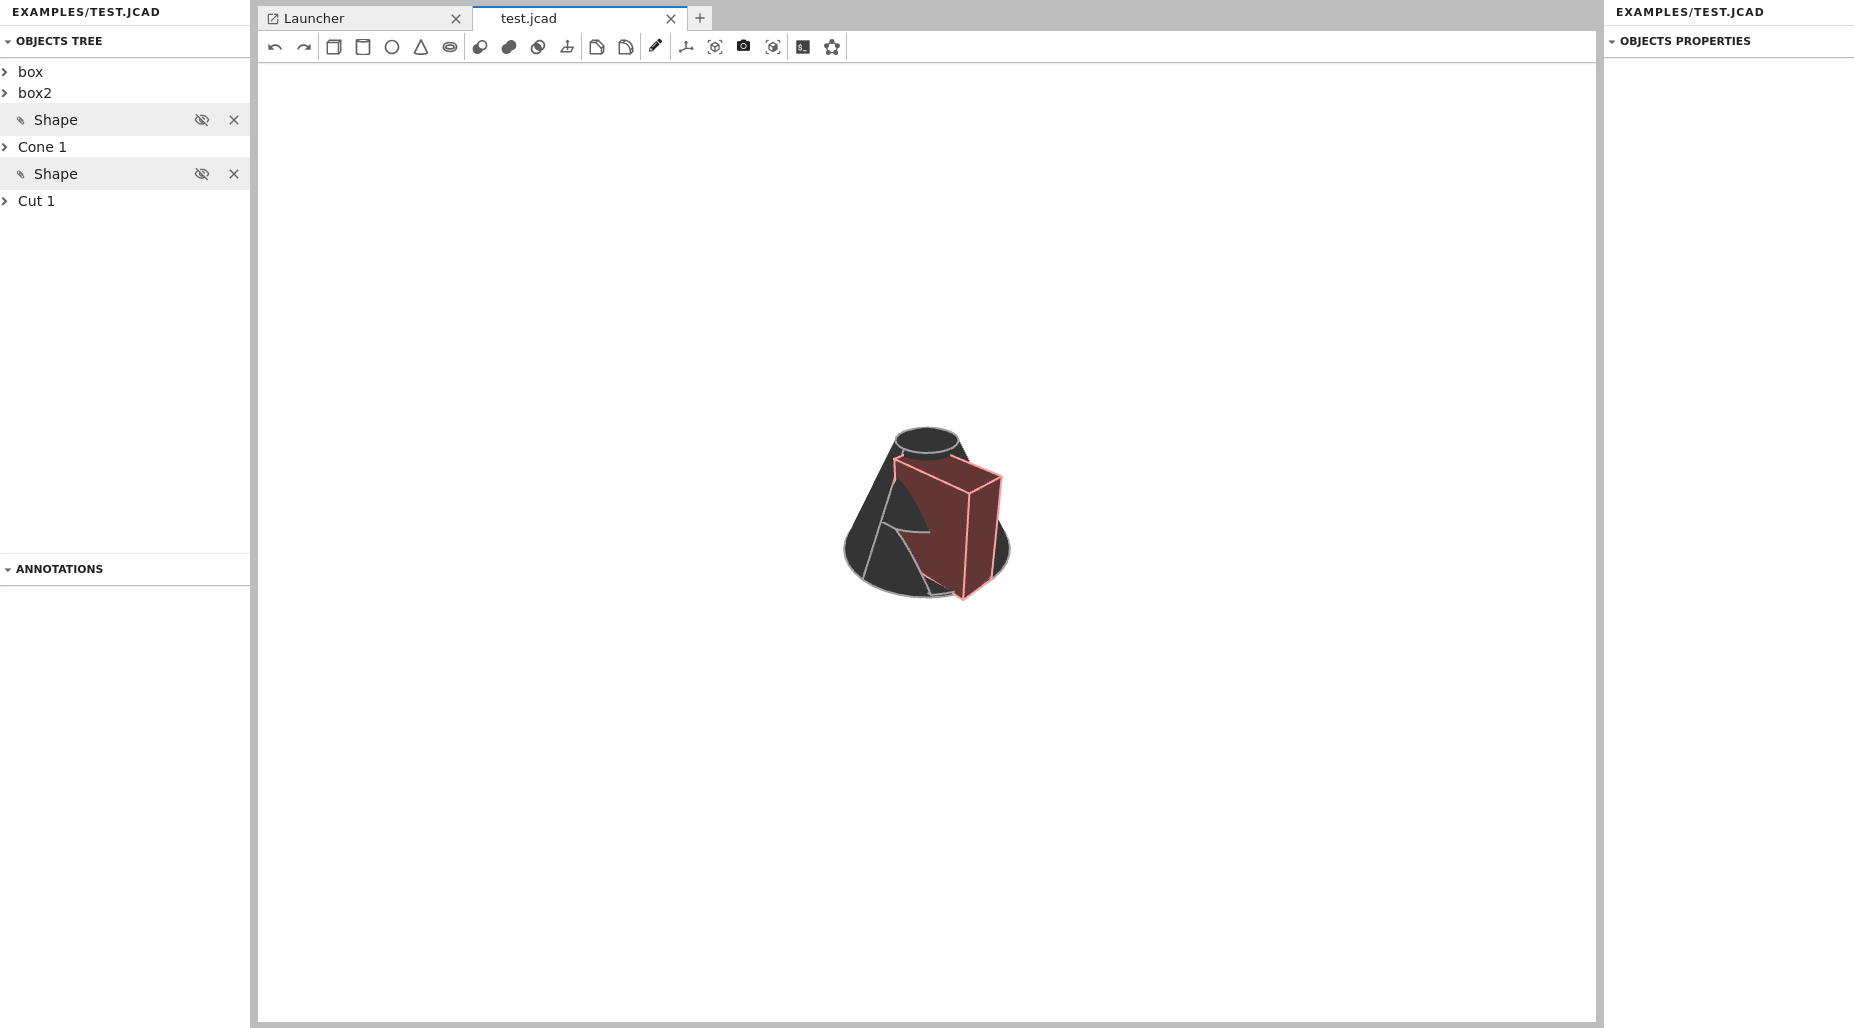 EXAMPLES/TEST.JCAD
OBJECTS TREE
box
box2
Shape
Cone 1
Shape
Cut 1
ANNOTATIONS
Launcher
test.jcad
$_
EXAMPLES/TEST.JCAD
OBJECTS PROPERTIES